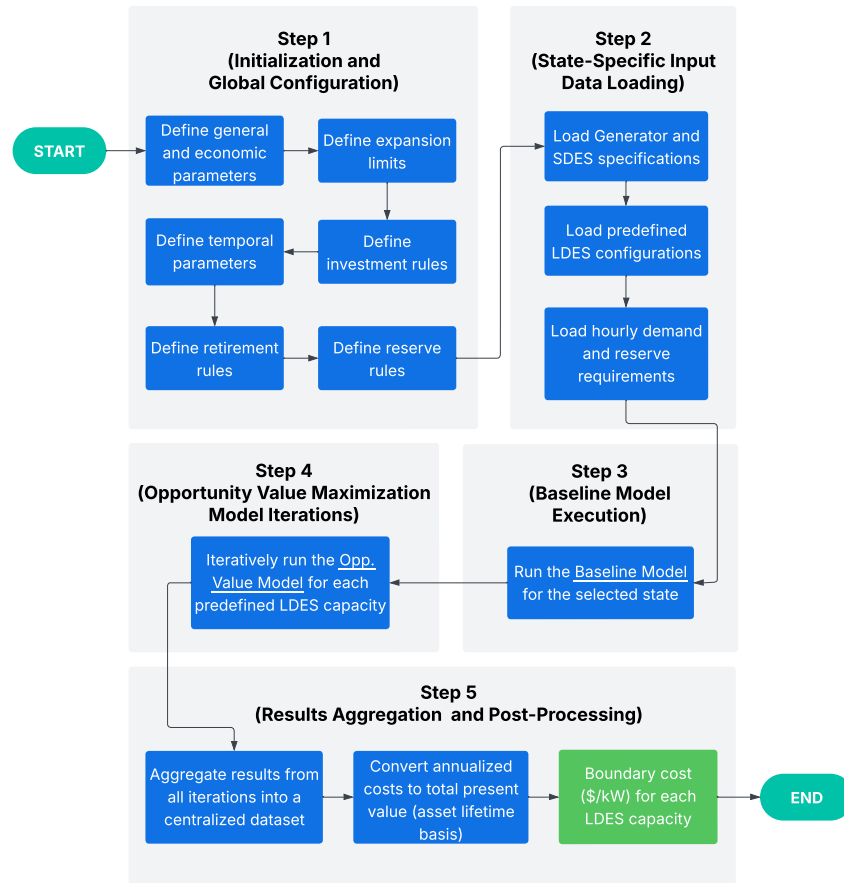 Step 1
(Initialization and
Global Configuration)
START
Define general
and economic
parameters
Define expansion
limits
Define
investment rules
Define temporal
parameters
Define retirement
rules
Define reserve
rules
Step 2
(State-Specific Input
Data Loading)
Load Generator and
SDES specifications
Load predefined
LDES configurations
Load hourly demand
and reserve
requirements
Step 3
(Baseline Model
Execution)
Run the Baseline Model
for the selected state
Step 4
(Opportunity Value Maximization
Model Iterations)
Iteratively run the Opp.
Value Model for each
predefined LDES capacity
Step 5
(Results Aggregation  and Post-Processing)
Aggregate results from
all iterations into a
centralized dataset
Convert annualized
costs to total present
value (asset lifetime
basis)
Boundary cost
($/kW) for each
LDES capacity
END